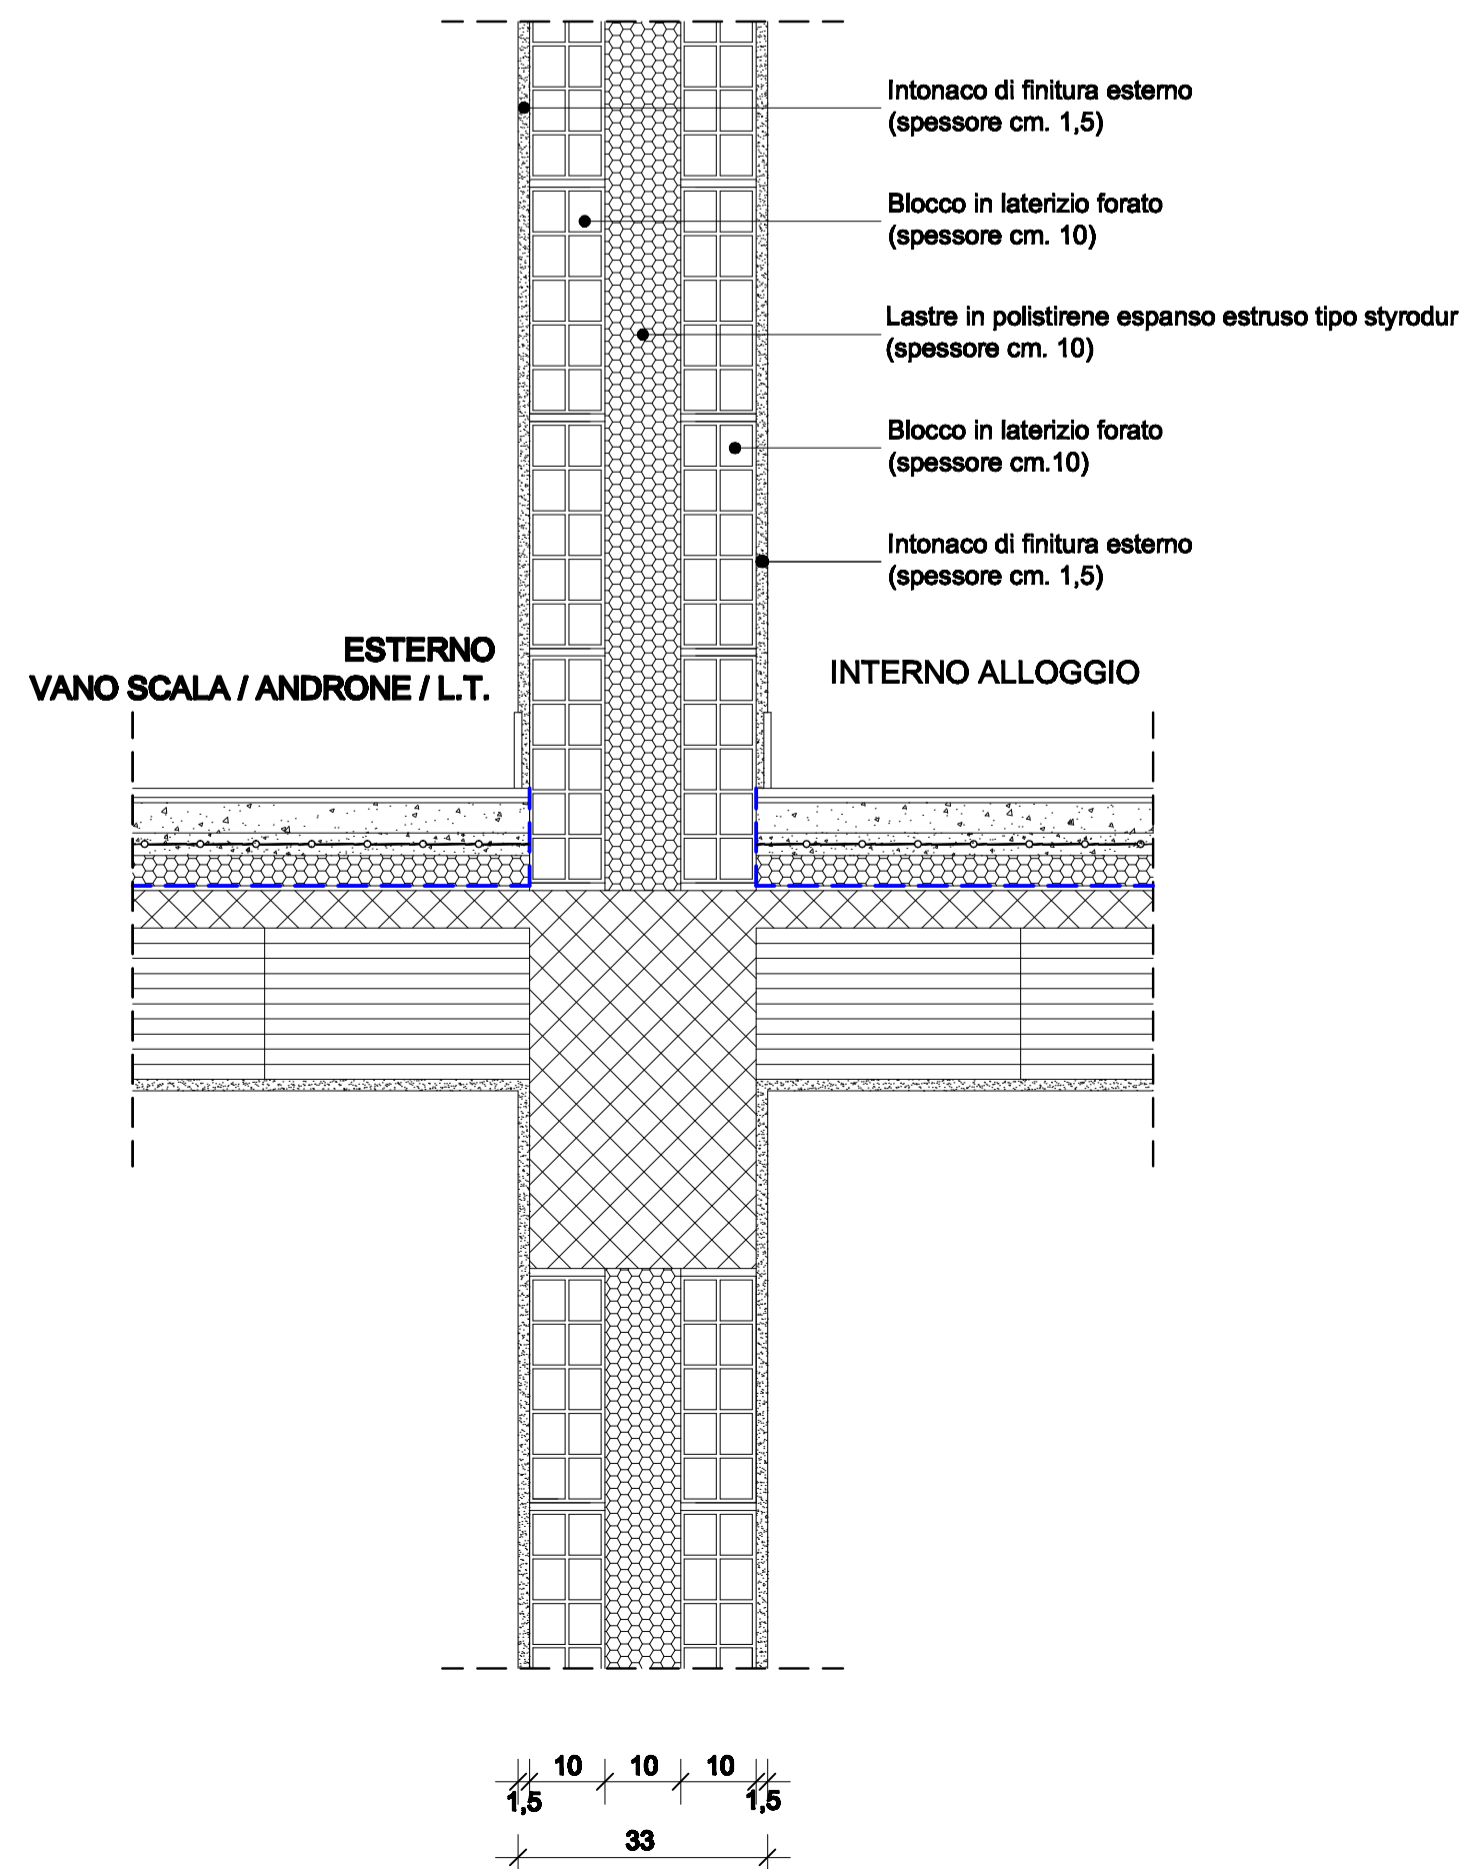 Intonaco di finitura esterno
(spessore cm. 1,5)
Blocco in laterizio forato
(spessore cm. 10)
Lastre in polistirene espanso estruso tipo styrodur
(spessore cm. 10)
Blocco in laterizio forato
(spessore cm.10)
Intonaco di finitura esterno
(spessore cm. 1,5)
ESTERNO
VANO SCALA / ANDRONE / L.T.
INTERNO ALLOGGIO
10 10 10
1,5 1,5
33